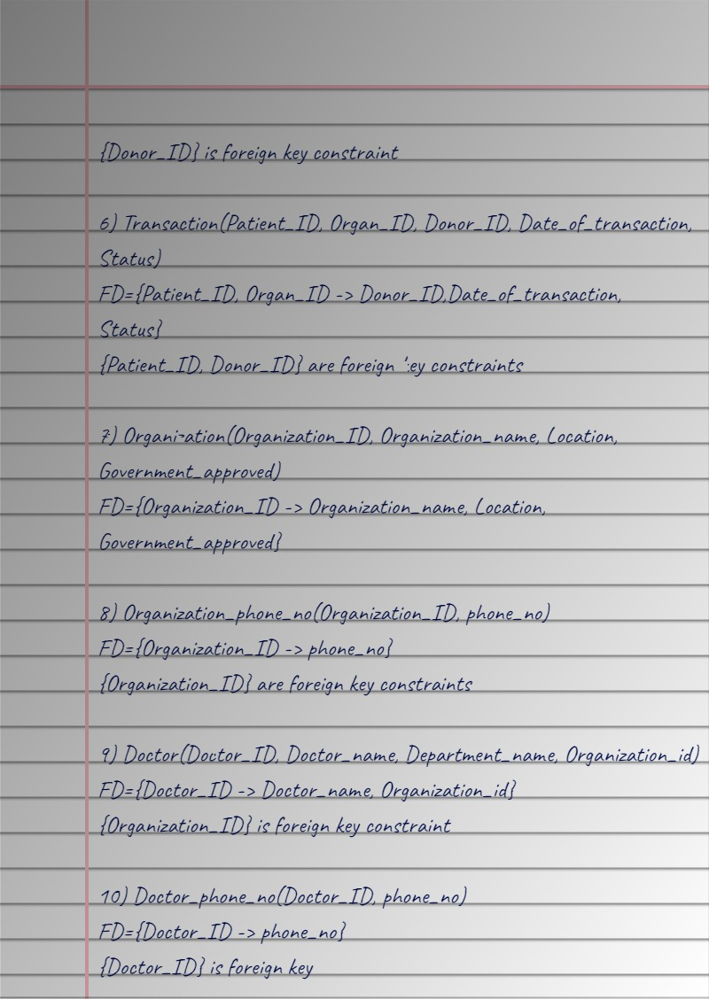 {Donor_ID} is foreign key constraint
6) Transaction(Patient_ID, Organ_ID, Donor_ID, Date_of_transaction,
Status)
FD={Patient_ID, Organ_ID -> Donor_ID,Date_of_transaction,
Status}
{Patient_ID, Donor_ID} are foreign constraints
7) (Organization_ID, Organization_name, Location,
Government_approved)
FD={Organization_ID -> Organization_name, Location,
Government_approved}
8) Organization_phone_no(Organization_ID, phone_no)
FD={Organization_ID -> phone_no}
{Organization_ID} are foreign key constraints
9) Doctor(Doctor_ID, Doctor_name, Department_name, Organization_id)
FD={Doctor_ID -> Doctor_name, Organization_id}
{Organization_ID} is foreign key constraint
10) Doctor_phone_no(Doctor_ID, phone_no)
FD={Doctor_ID -> phone_no}
{Doctor_ID} is foreign key